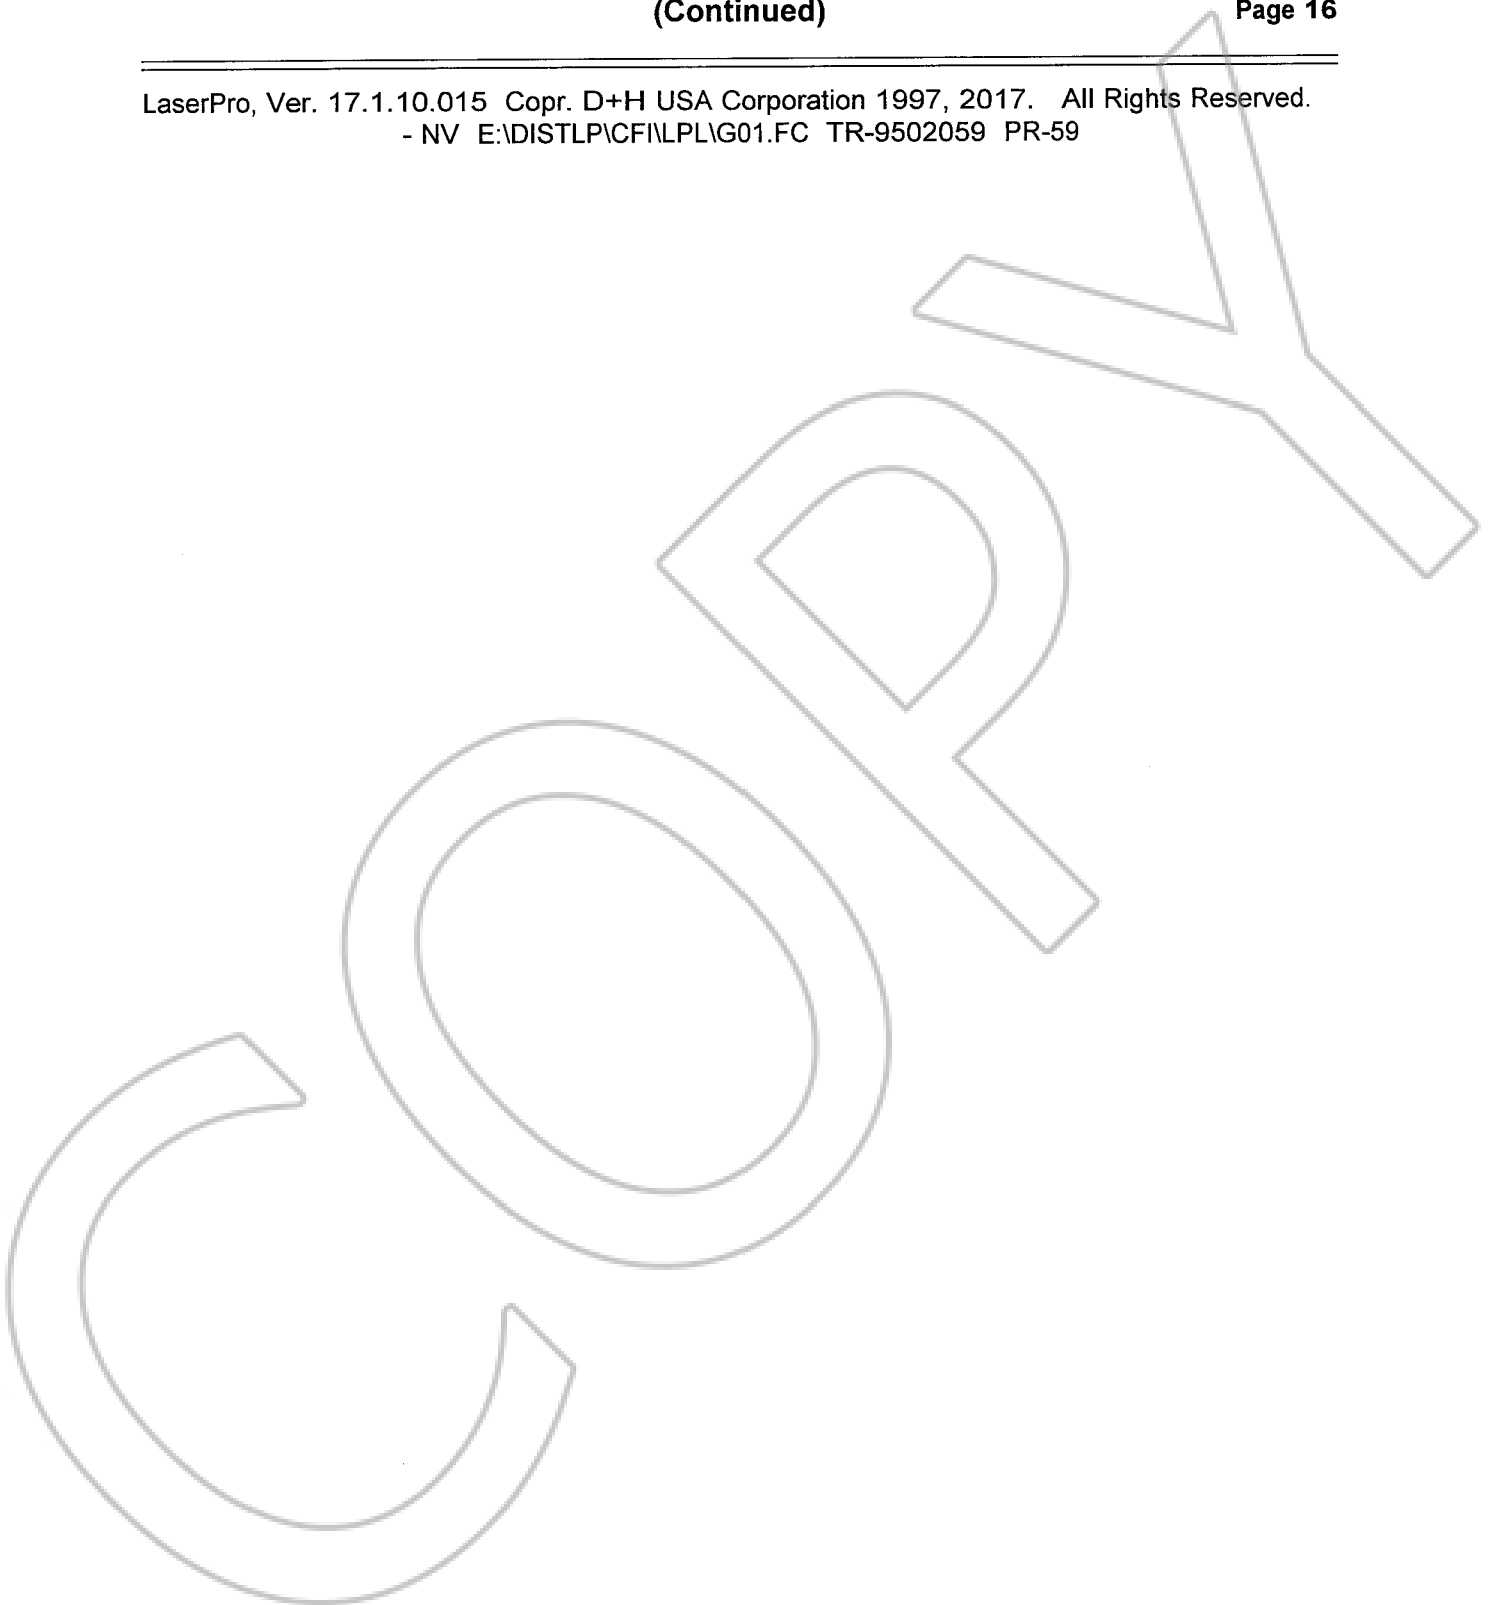 (Continued) Page 16
LaserPro, Ver. 17.1.10.015 Copr. D+H USA Corporation 1997, 2017. All Rights Reserved.
- NV E:\DISTLP\CFI\LPL\G01.FC TR-9502059 PR-59
COPY